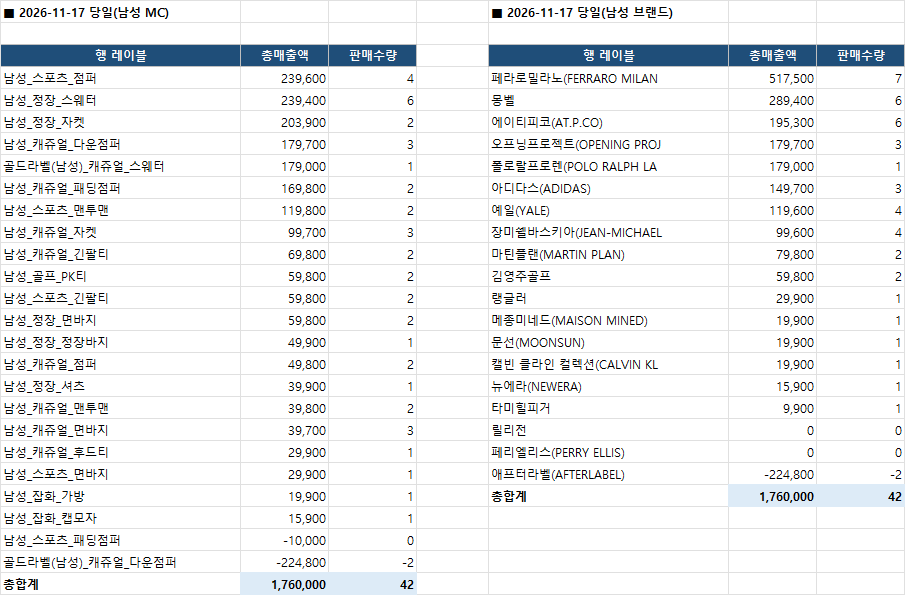 ■ 2026-11-17 당일(남성 MC)
행 레이블 총매출액 판매수량
남성_스포츠_점퍼 239,600 4
남성_정장_스웨터 239,400 6
남성_정장_자켓 203,900 2
남성_캐쥬얼_다운점퍼 179,700 3
골드라벨(남성)_캐쥬얼_스웨터 179,000 1
남성_캐쥬얼_패딩점퍼 169,800 2
남성_스포츠_맨투맨 119,800 2
남성_캐쥬얼_자켓 99,700 3
남성_캐쥬얼_긴팔티 69,800 2
남성_골프_PK티 59,800 2
남성_스포츠_긴팔티 59,800 2
남성_정장_면바지 59,800 2
남성_정장_정장바지 49,900 1
남성_캐쥬얼_점퍼 49,800 2
남성_정장_셔츠 39,900 1
남성_캐쥬얼_맨투맨 39,800 2
남성_캐쥬얼_면바지 39,700 3
남성_캐쥬얼_후드티 29,900 1
남성_스포츠_면바지 29,900 1
남성_잡화_가방 19,900 1
남성_잡화_캡모자 15,900 1
남성_스포츠_패딩점퍼 -10,000 0
골드라벨(남성)_캐쥬얼_다운점퍼 -224,800 -2
총합계 1,760,000 42
■ 2026-11-17 당일(남성 브랜드)
행 레이블 총매출액 판매수량
페라로밀라노(FERRARO MILAN 517,500 7
몽벨 289,400 6
에이티피코(AT.P.CO) 195,300 6
오프닝프로젝트(OPENING PROJ 179,700 3
폴로랄프로렌(POLO RALPH LA 179,000 1
아디다스(ADIDAS) 149,700 3
예일(YALE) 119,600 4
장미쉘바스키아(JEAN-MICHAEL 99,600 4
마틴플랜(MARTIN PLAN) 79,800 2
김영주골프 59,800 2
랭글러 29,900 1
메종미네드(MAISON MINED) 19,900 1
문선(MOONSUN) 19,900 1
캘빈 클라인 컬렉션(CALVIN KL 19,900 1
뉴에라(NEWERA) 15,900 1
타미힐피거 9,900 1
릴리전 0 0
페리엘리스(PERRY ELLIS) 0 0
애프터라벨(AFTERLABEL) -224,800 -2
총합계 1,760,000 42